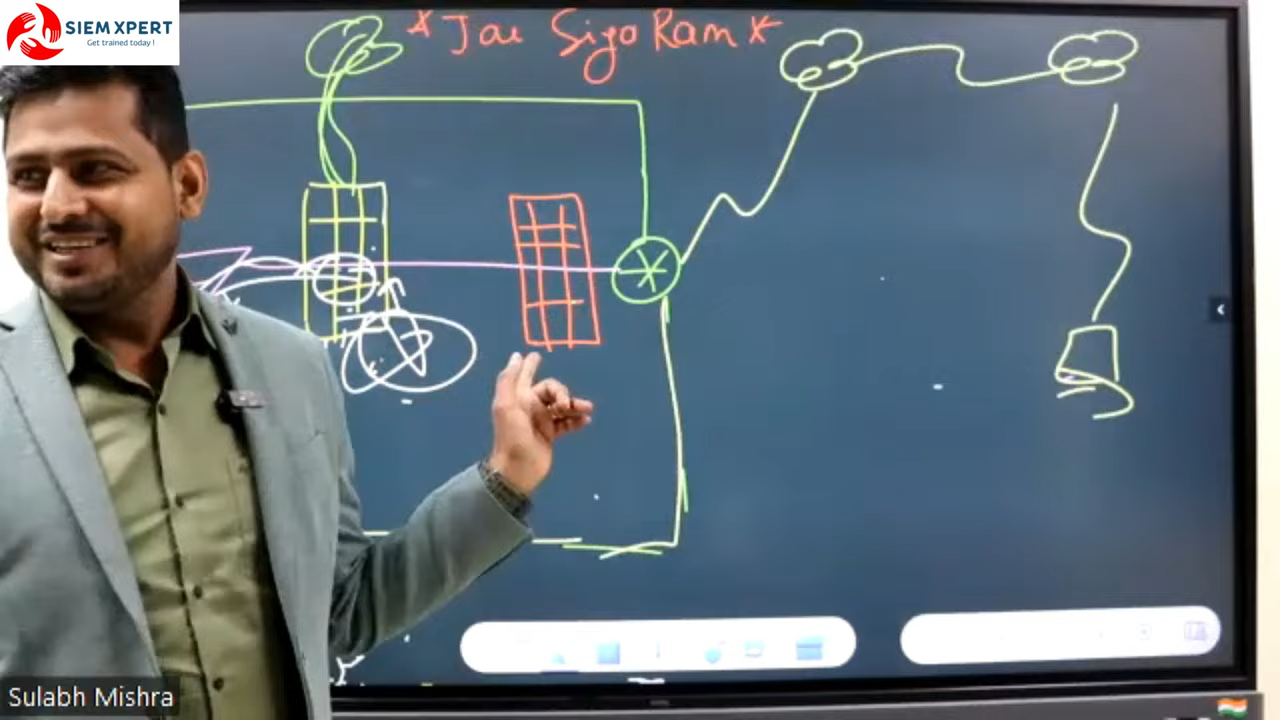 SIEM XPERT
Get trained today !
* Jai Siya Ram *
Sulabh Mishra